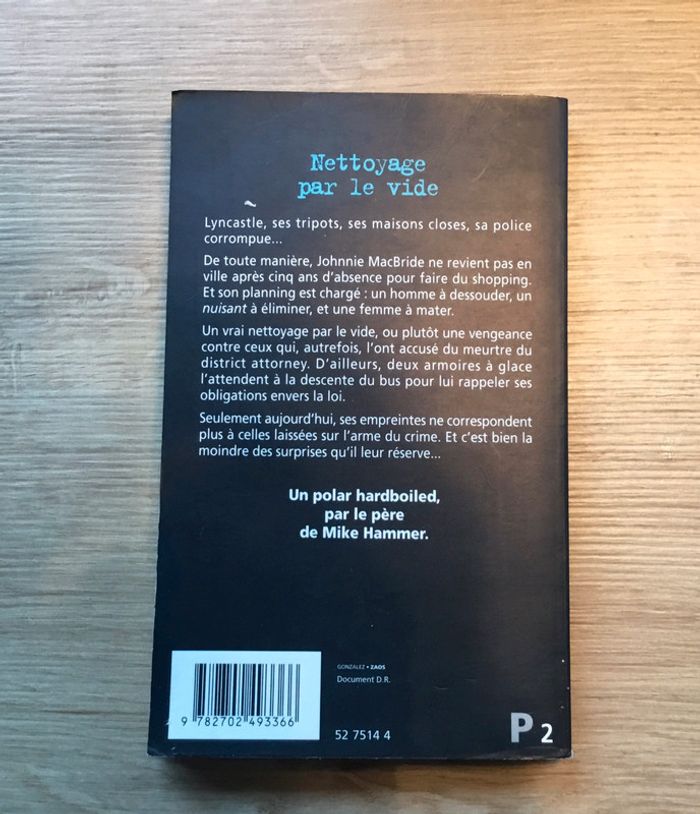 Nettoyage
par le vide
Lyncastle, ses tripots, ses maisons closes, sa police
corrompue...
De toute manière, Johnnie MacBride ne revient pas en
ville après cinq ans d'absence pour faire du shopping.
Et son planning est chargé : un homme à dessouder, un
nuisant à éliminer, et une femme à mater.
Un vrai nettoyage par le vide, ou plutôt une vengeance
contre ceux qui, autrefois, l'ont accusé du meurtre du
district attorney. D'ailleurs, deux armoires à glace
l'attendent à la descente du bus pour lui rappeler ses
obligations envers la loi.
Seulement aujourd'hui, ses empreintes ne correspondent
plus à celles laissées sur l'arme du crime. Et c'est bien la
moindre des surprises qu'il leur réserve...
Un polar hardboiled,
par le père
de Mike Hammer.
GONZALEZ • ZAOS
Document D.R.
9 782702 493366
52 7514 4
P 2